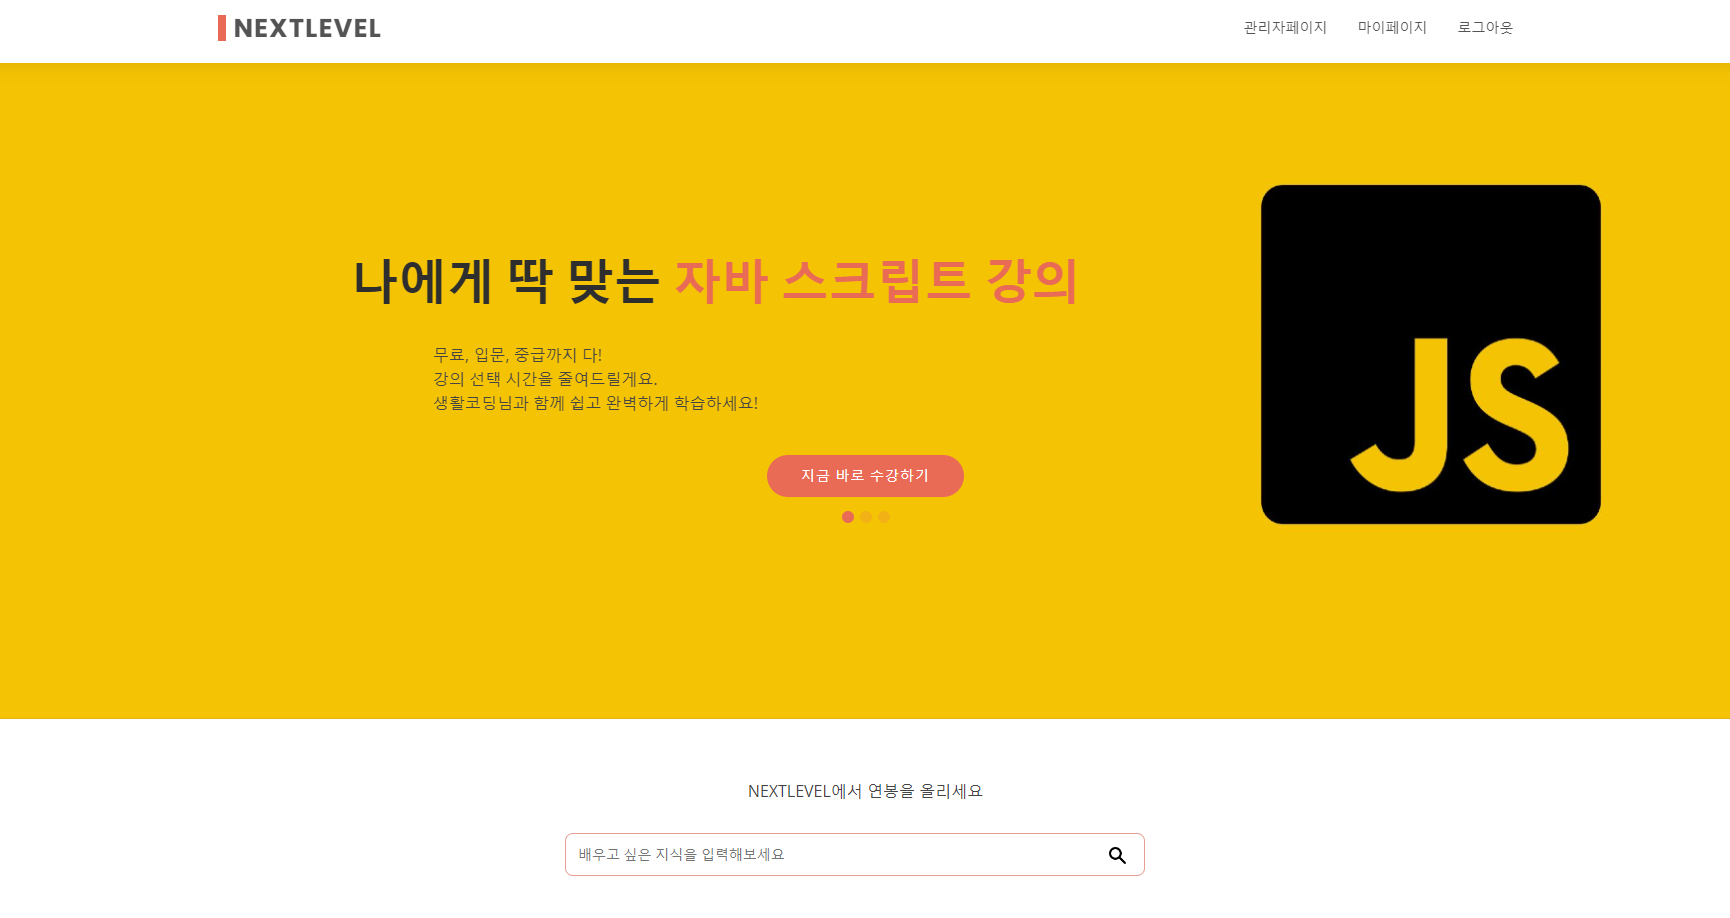 NEXTLEVEL
관리자페이지 마이페이지 로그아웃
나에게 딱 맞는 자바 스크립트 강의
무료, 입문, 중급까지 다!
강의 선택 시간을 줄여드릴게요.
생활코딩님과 함께 쉽고 완벽하게 학습하세요!
JS
지금 바로 수강하기
NEXTLEVEL에서 연봉을 올리세요
배우고 싶은 지식을 입력해보세요